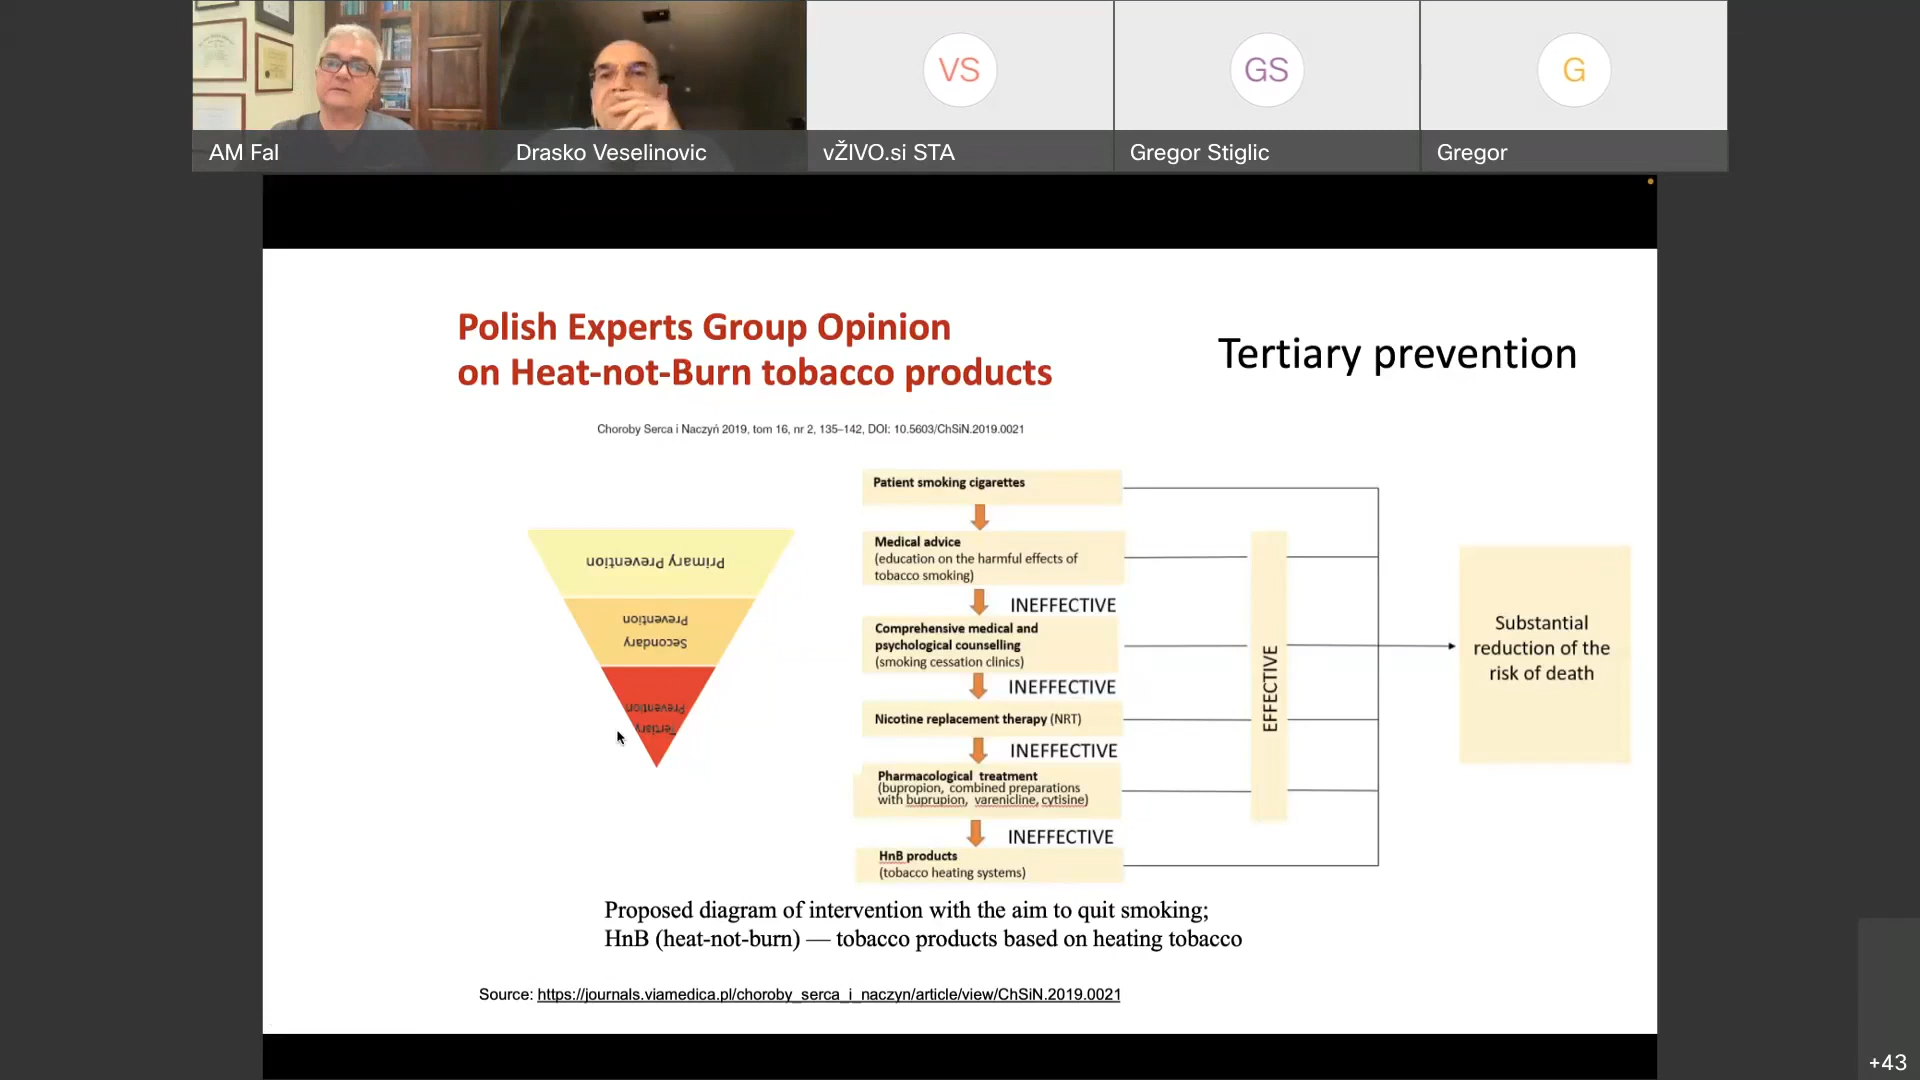 AM Fal
Drasko Veselinovic
VS
vŽIVO.si STA
GS
Gregor Stiglic
G
Gregor
Polish Experts Group Opinion
on Heat-not-Burn tobacco products
Tertiary prevention
Choroby Serca i Naczyń 2019, tom 16, nr 2, 135–142, DOI: 10.5603/ChSiN.2019.0021
Primary Prevention
Secondary
Prevention
Tertiary
Prevention
Patient smoking cigarettes
Medical advice
(education on the harmful effects of
tobacco smoking)
INEFFECTIVE
Comprehensive medical and
psychological counselling
(smoking cessation clinics)
INEFFECTIVE
Nicotine replacement therapy (NRT)
INEFFECTIVE
Pharmacological treatment
(bupropion, combined preparations
with buprupion, varenicline, cytisine)
INEFFECTIVE
HnB products
(tobacco heating systems)
EFFECTIVE
Substantial
reduction of the
risk of death
Proposed diagram of intervention with the aim to quit smoking;
HnB (heat-not-burn) — tobacco products based on heating tobacco
Source: https://journals.viamedica.pl/choroby_serca_i_naczyn/article/view/ChSiN.2019.0021
+43